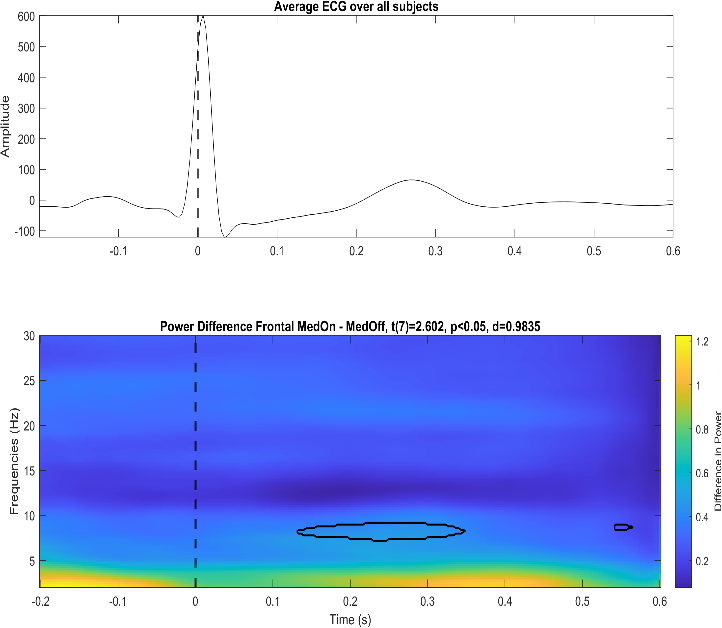 Average ECG over all subjects
600
500
400
300
200
100
0
-100
Amplitude
-0.1 0 0.1 0.2 0.3 0.4 0.5 0.6
Power Difference Frontal MedOn - MedOff, t(7)=2.602, p<0.05, d=0.9835
30
25
20
15
10
5
Frequencies (Hz)
-0.2 -0.1 0 0.1 0.2 0.3 0.4 0.5 0.6
Time (s)
1.2
1
0.8
0.6
0.4
0.2
Difference in Power